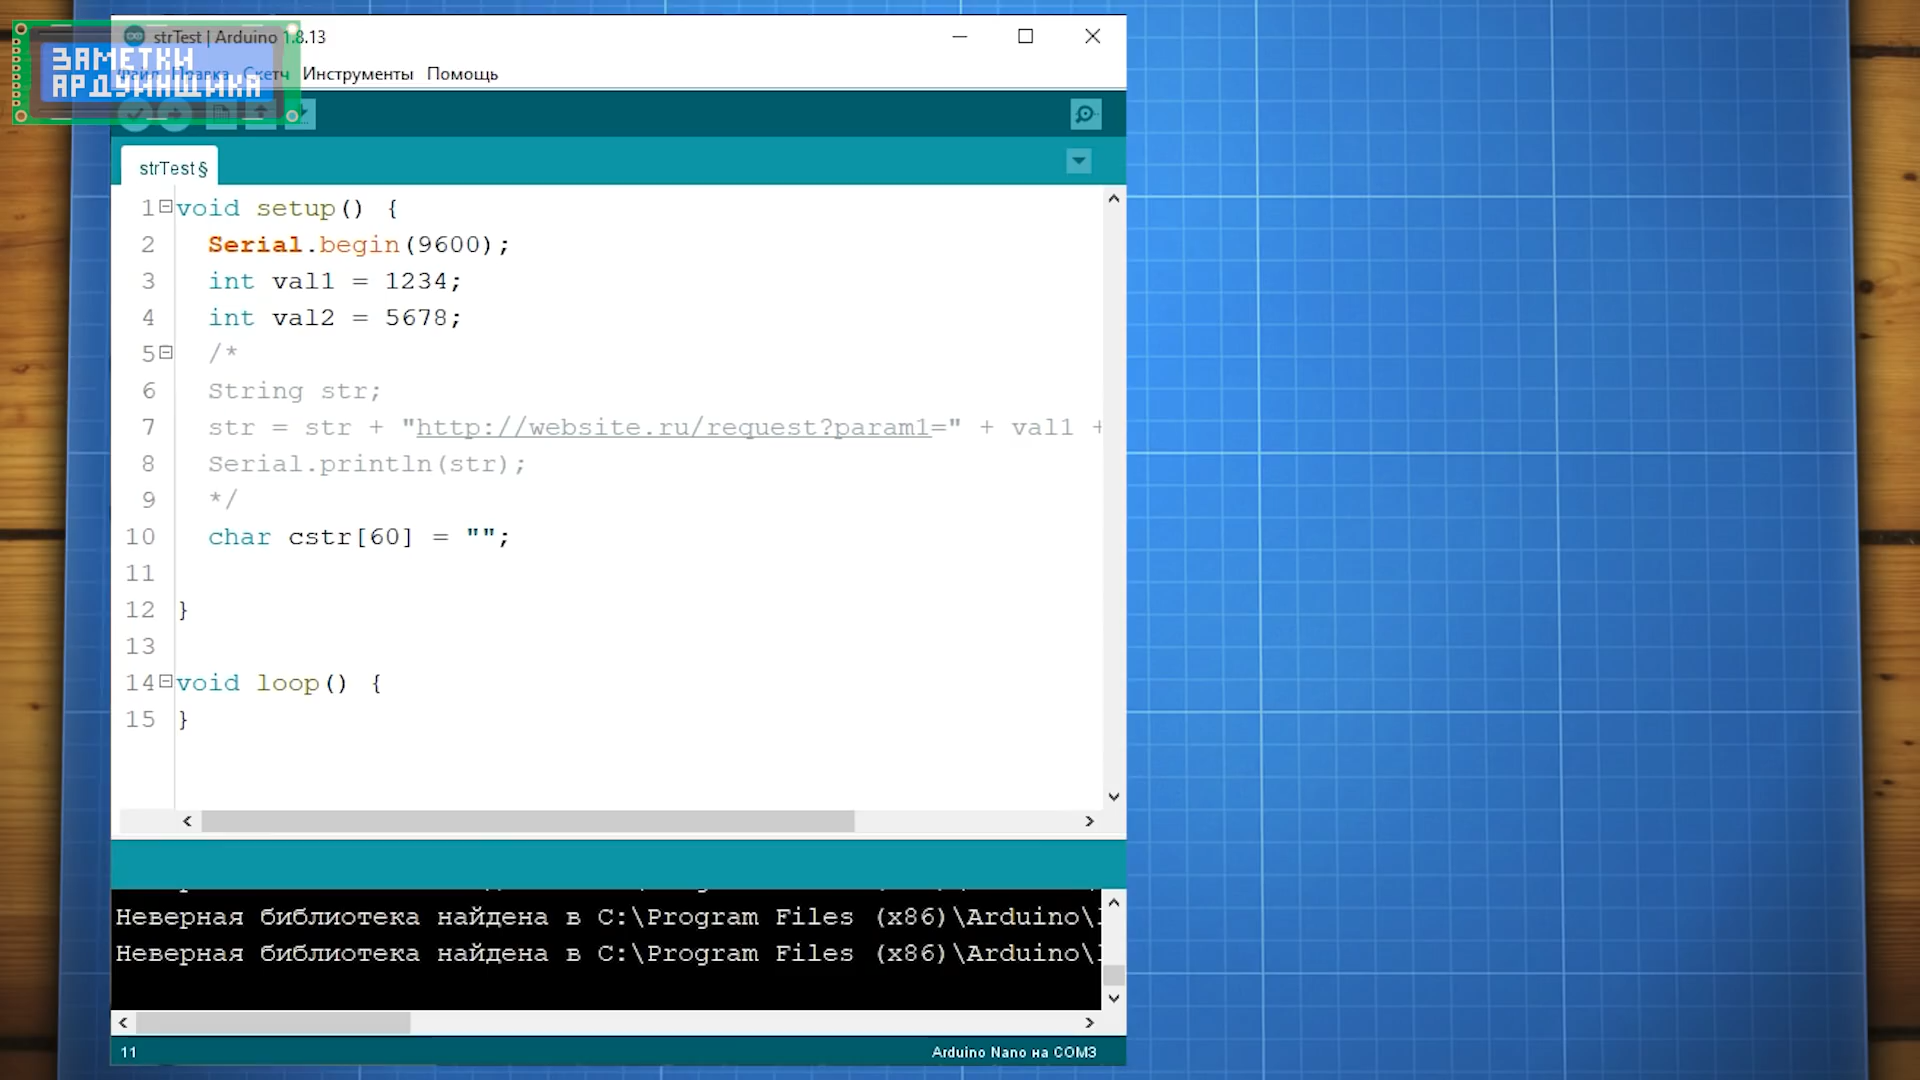 ЗАМЕТКИ
АРДУИНЩИКА
strTest | Arduino 1.8.13
Файл Правка Скетч Инструменты Помощь
strTest §
1 void setup() {
2 Serial.begin(9600);
3 int val1 = 1234;
4 int val2 = 5678;
5 /*
6 String str;
7 str = str + "http://website.ru/request?param1=" + val1 +
8 Serial.println(str);
9 */
10 char cstr[60] = "";
11
12 }
13
14 void loop() {
15 }
Неверная библиотека найдена в C:\Program Files (x86)\Arduino\
Неверная библиотека найдена в C:\Program Files (x86)\Arduino\
11
Arduino Nano на COM3